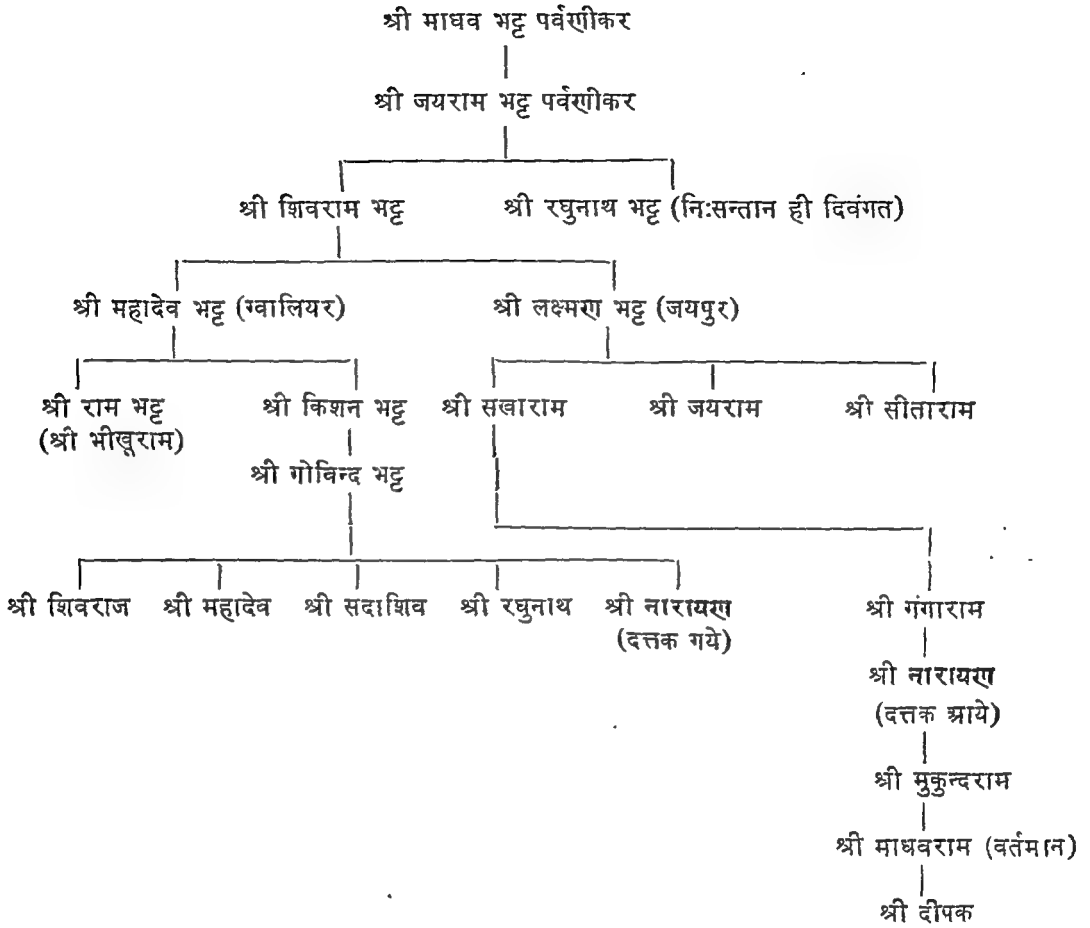 श्री माधव भट्ट पर्वणीकर
श्री जयराम भट्ट पर्वणीकर
श्री शिवराम भट्ट श्री रघुनाथ भट्ट (निःसन्तान ही दिवंगत)
श्री महादेव भट्ट (ग्वालियर) श्री लक्ष्मण भट्ट (जयपुर)
श्री राम भट्ट श्री किशन भट्ट श्री सखाराम श्री जयराम श्री सीताराम
(श्री भीखूराम)
श्री गोविन्द भट्ट
श्री शिवराज श्री महादेव श्री सदाशिव श्री रघुनाथ श्री नारायण श्री गंगाराम
(दत्तक गये)
श्री नारायण
(दत्तक आये)
श्री मुकुन्दराम
श्री माधवराम (वर्तमान)
श्री दीपक